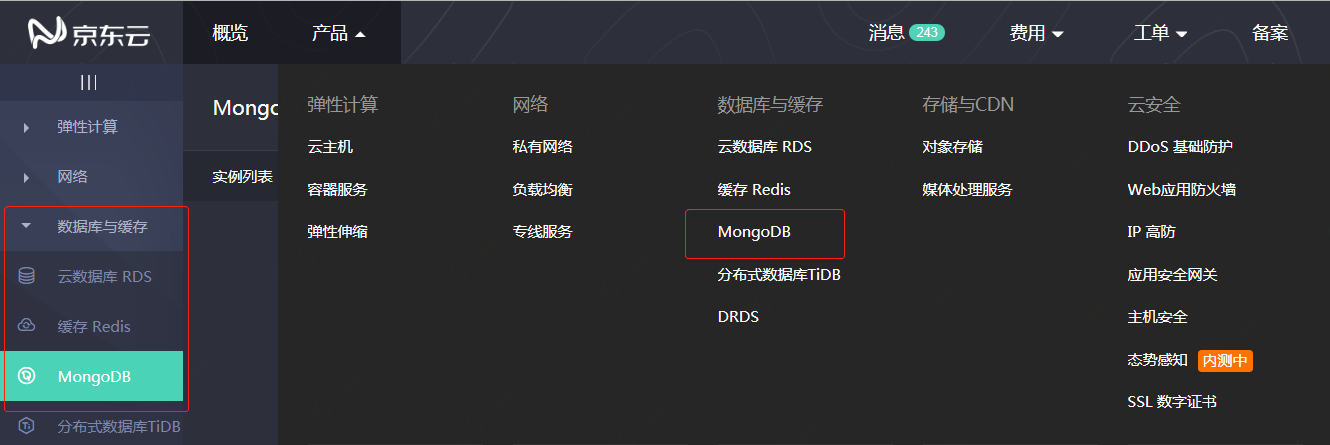 京东云
概览
产品
消息 243
费用
工单
备案
弹性计算
网络
数据库与缓存
云数据库 RDS
缓存 Redis
MongoDB
分布式数据库TiDB
Mongo
实例列表
弹性计算
云主机
容器服务
弹性伸缩
网络
私有网络
负载均衡
专线服务
数据库与缓存
云数据库 RDS
缓存 Redis
MongoDB
分布式数据库TiDB
DRDS
存储与CDN
对象存储
媒体处理服务
云安全
DDoS 基础防护
Web应用防火墙
IP 高防
应用安全网关
主机安全
态势感知 内测中
SSL 数字证书